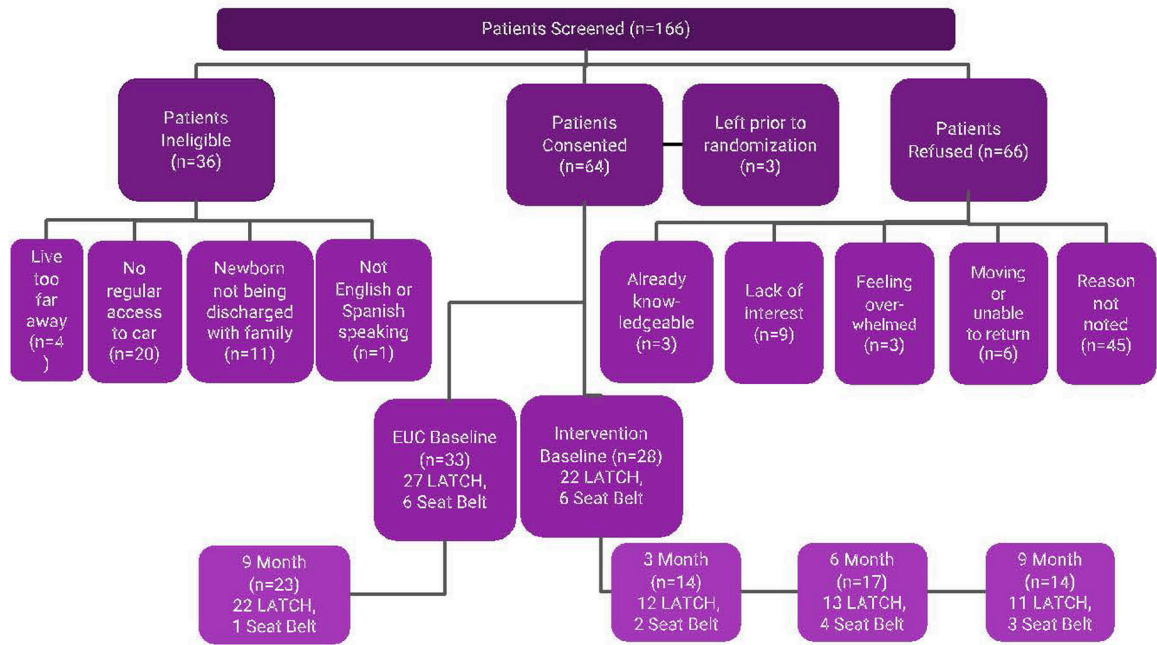 Patients Screened (n=166)
Patients
Ineligible
(n=36)
Patients
Consented
(n=64)
Left prior to
randomization
(n=3)
Patients
Refused (n=66)
Live
too
far
away
(n=4
)
No
regular
access
to car
(n=20)
Newborn
not being
discharged
with family
(n=11)
Not
English or
Spanish
speaking
(n=1)
Already
know-
ledgeable
(n=3)
Lack of
interest
(n=9)
Feeling
over-
whelmed
(n=3)
Moving
or
unable
to return
(n=6)
Reason
not
noted
(n=45)
EUC Baseline
(n=33)
27 LATCH,
6 Seat Belt
Intervention
Baseline (n=28)
22 LATCH,
6 Seat Belt
9 Month
(n=23)
22 LATCH,
1 Seat Belt
3 Month
(n=14)
12 LATCH,
2 Seat Belt
6 Month
(n=17)
13 LATCH,
4 Seat Belt
9 Month
(n=14)
11 LATCH,
3 Seat Belt